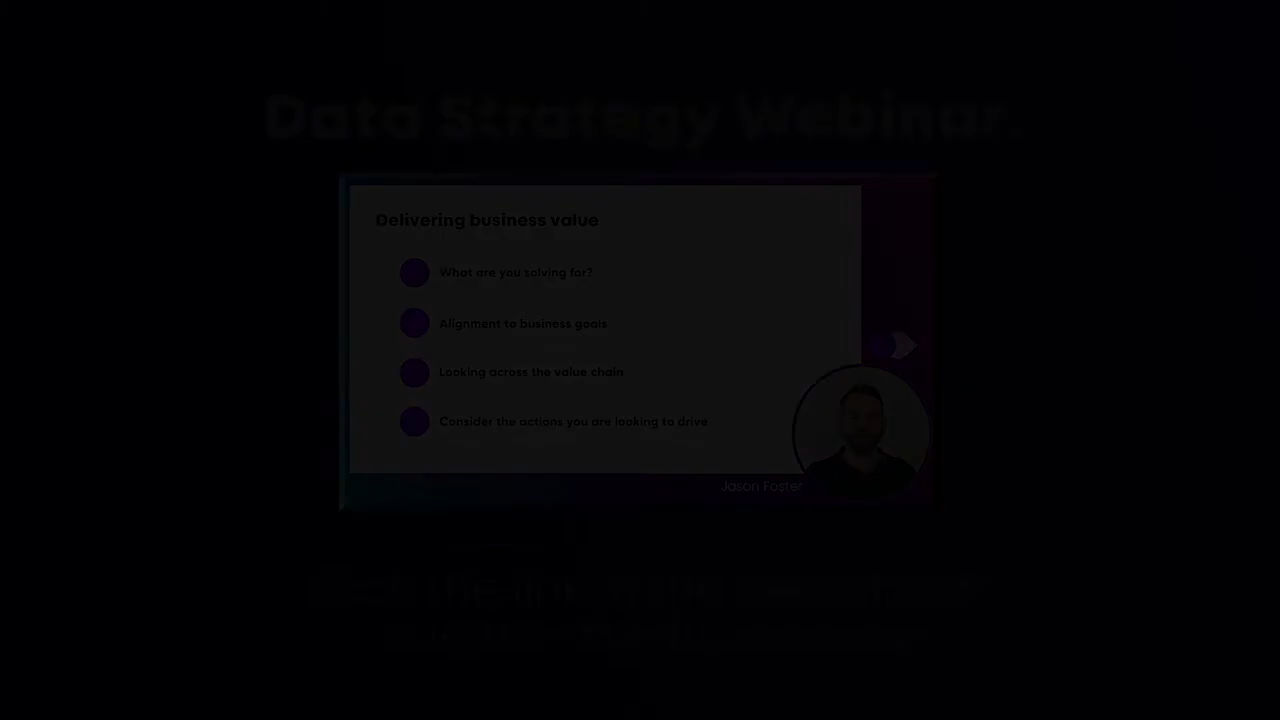 Data Strategy Webinar.
Delivering business value
What are you solving for?
Alignment to business goals
Looking across the value chain
Consider the actions you are looking to drive
Jason Foster